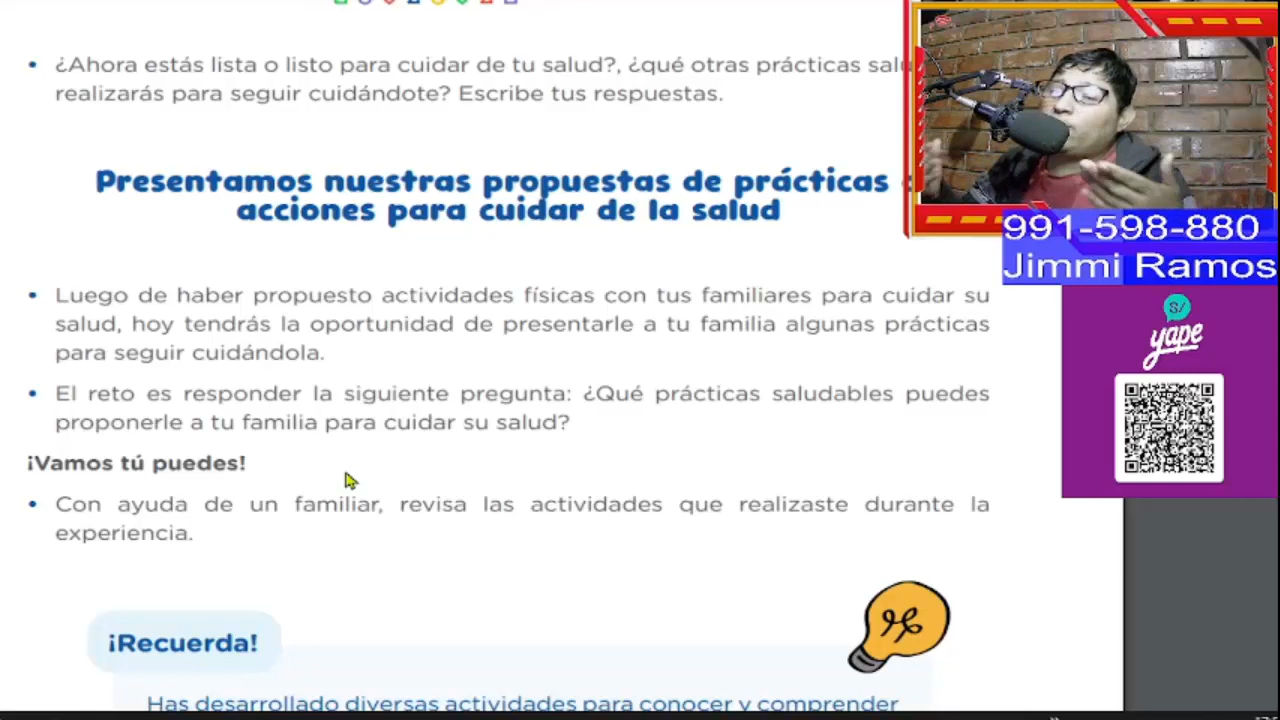 • ¿Ahora estás lista o listo para cuidar de tu salud?, ¿qué otras prácticas
realizarás para seguir cuidándote? Escribe tus respuestas.
Presentamos nuestras propuestas de prácticas
acciones para cuidar de la salud
991-598-880
Jimmi Ramos
S/
yape
• Luego de haber propuesto actividades físicas con tus familiares para cuidar su
salud, hoy tendrás la oportunidad de presentarle a tu familia algunas prácticas
para seguir cuidándola.
• El reto es responder la siguiente pregunta: ¿Qué prácticas saludables puedes
proponerle a tu familia para cuidar su salud?
¡Vamos tú puedes!
• Con ayuda de un familiar, revisa las actividades que realizaste durante la
experiencia.
¡Recuerda!
Has desarrollado diversas actividades para conocer y comprender